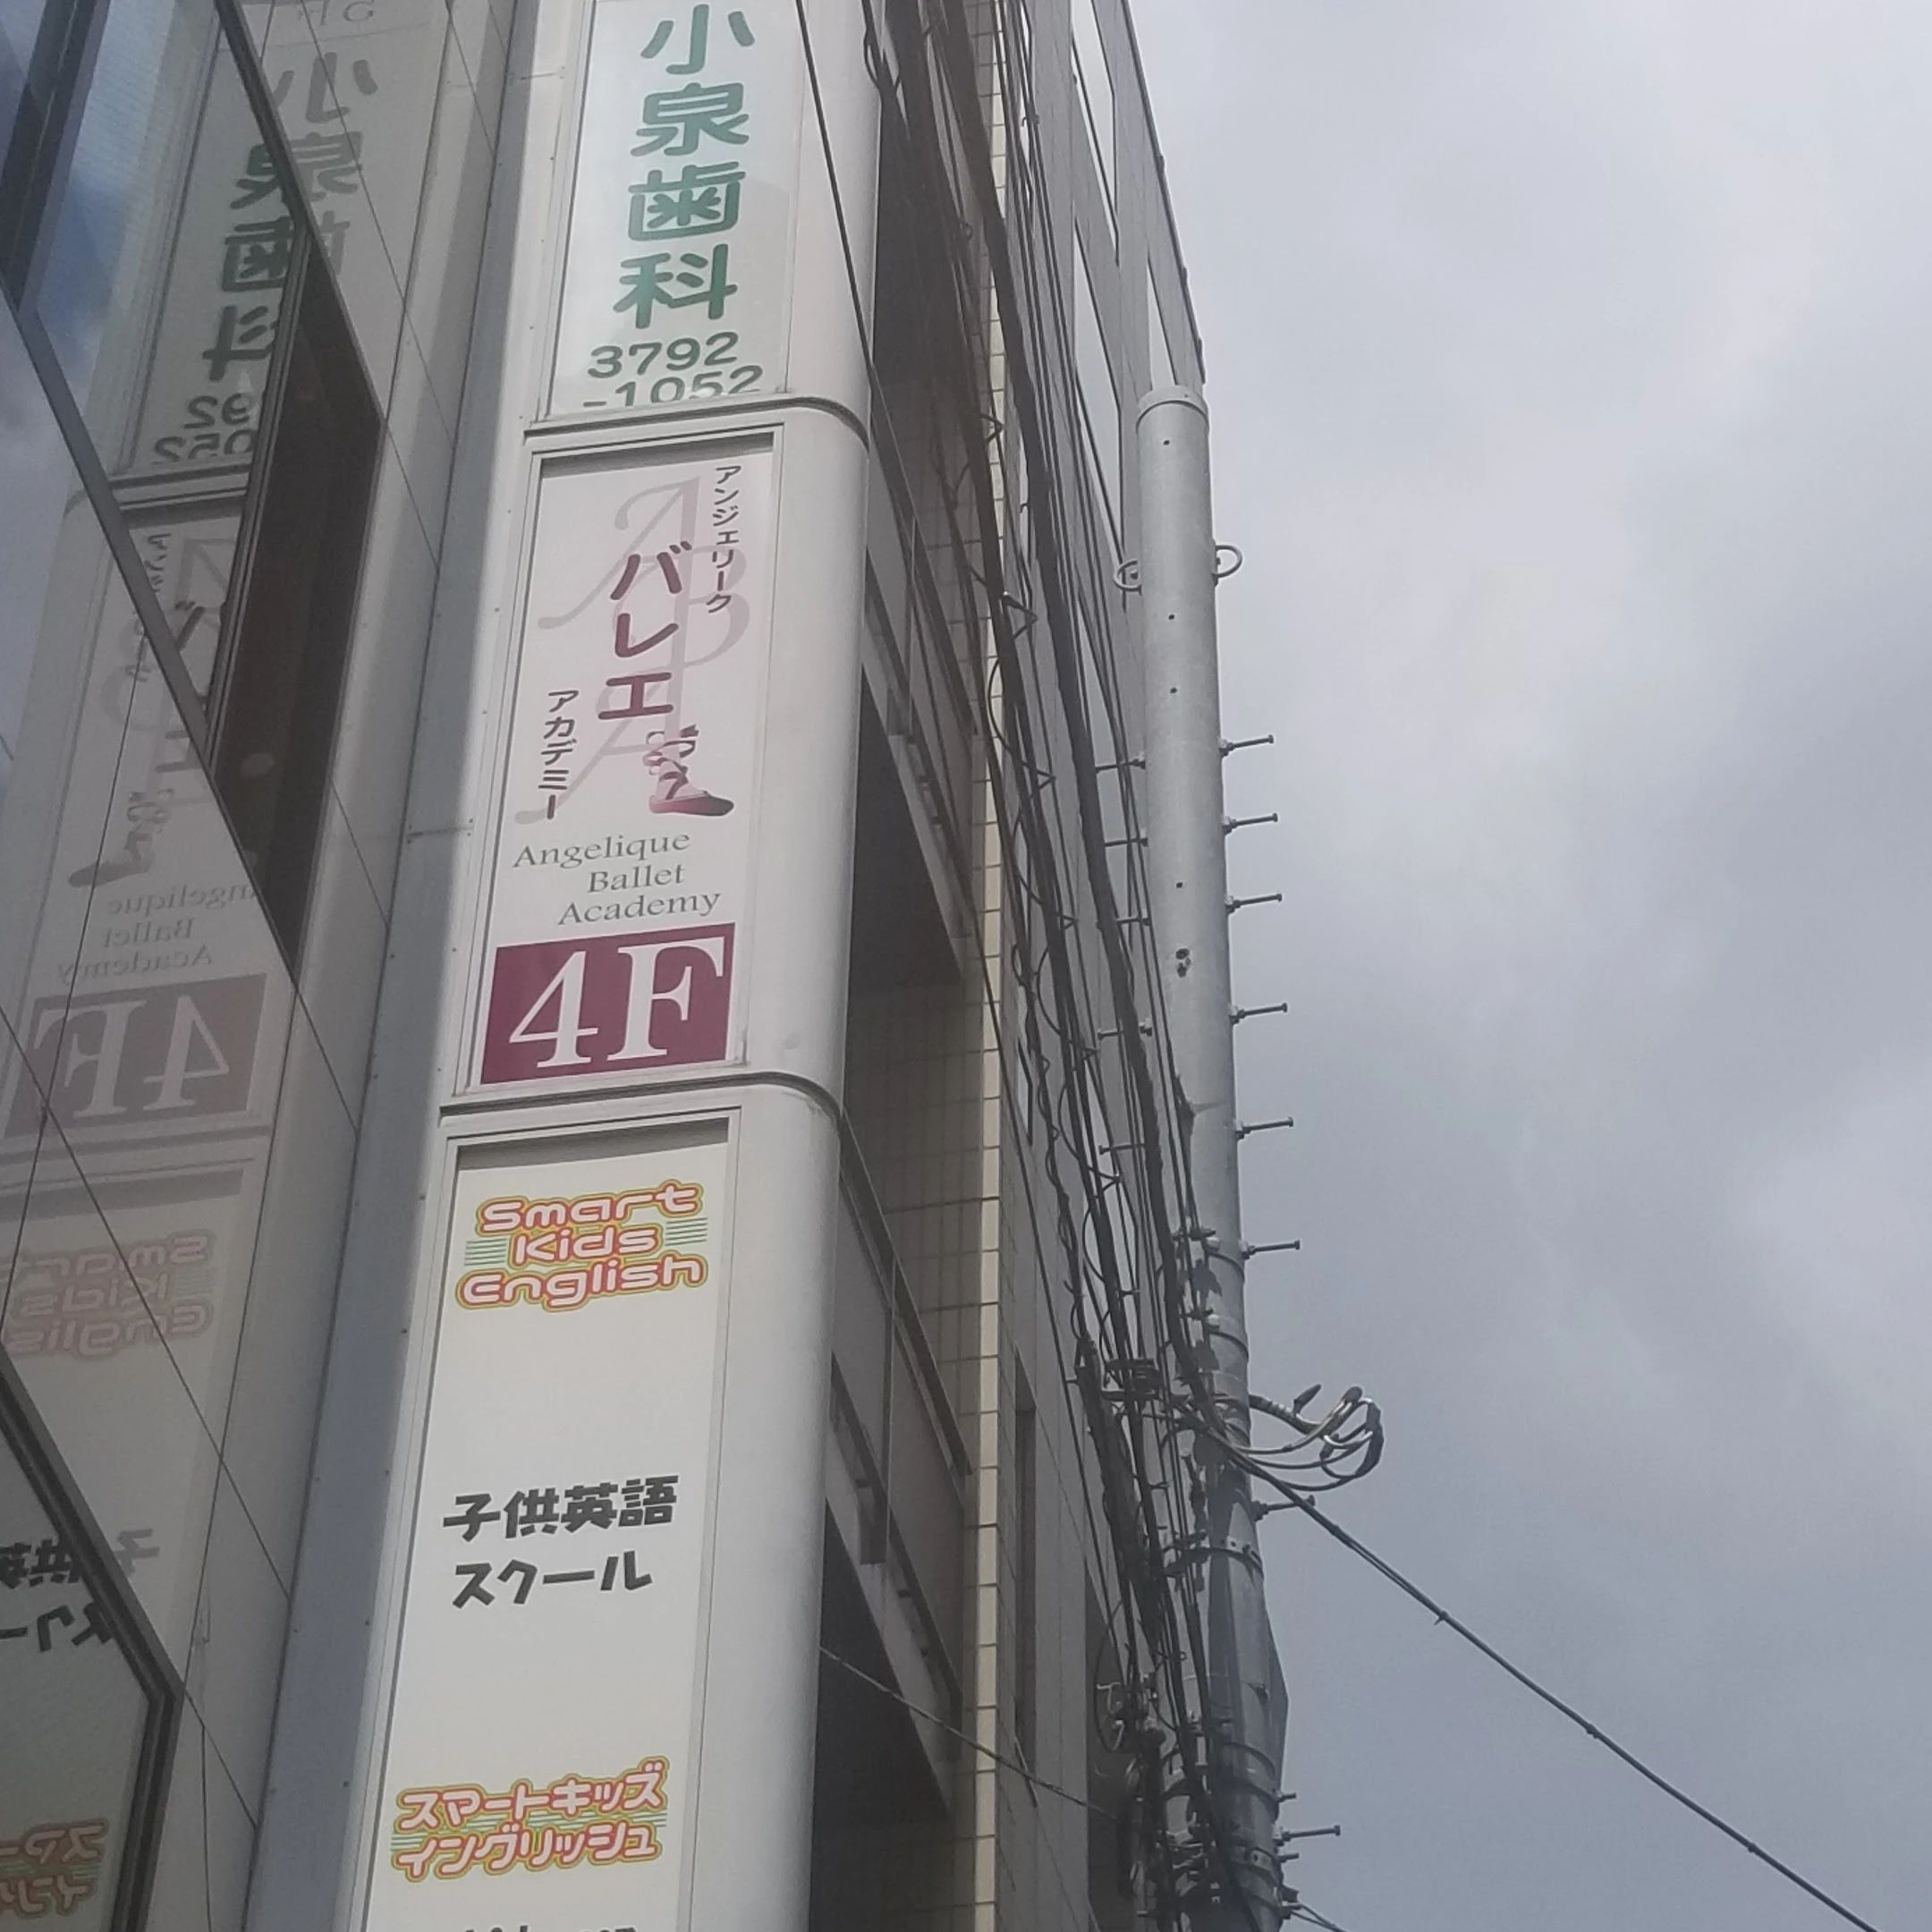 小泉歯科
3792
-1052
アンジェリーク
バレエ
アカデミー
ABA
Angelique
Ballet
Academy
4F
Smart
Kids
English
子供英語
スクール
スマートキッズ
イングリッシュ